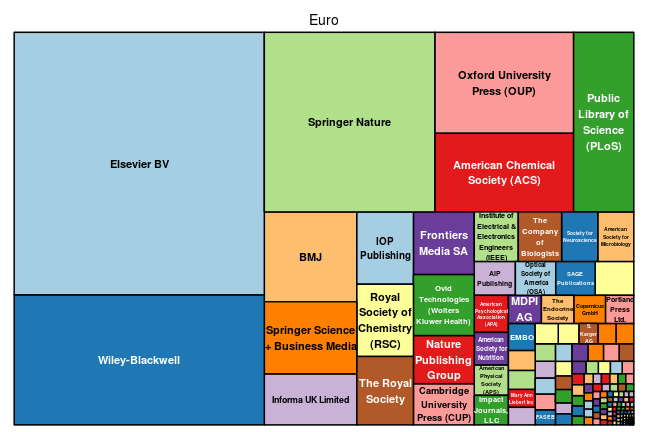 Euro
Elsevier BV
Wiley-Blackwell
Springer Nature
Oxford University
Press (OUP)
American Chemical
Society (ACS)
Public
Library of
Science
(PLoS)
BMJ
Springer Science
+ Business Media
Informa UK Limited
IOP
Publishing
Royal
Society of
Chemistry
(RSC)
The Royal
Society
Frontiers
Media SA
Ovid
Technologies
(Wolters
Kluwer Health)
Nature
Publishing
Group
Cambridge
University
Press (CUP)
Institute of
Electrical &
Electronics
Engineers
(IEEE)
The
Company
of
Biologists
Society for
Neuroscience
American
Society for
Microbiology
AIP
Publishing
Optical
Society of
America
(OSA)
SAGE
Publications
American
Psychological
Association
(APA)
MDPI
AG
The
Endocrine
Society
Copernicus
GmbH
Portland
Press
Ltd.
American
Society for
Nutrition
EMBO
S.
Karger
AG
American
Physical
Society
(APS)
Mary Ann
Liebert Inc
Impact
Journals,
LLC
FASEB